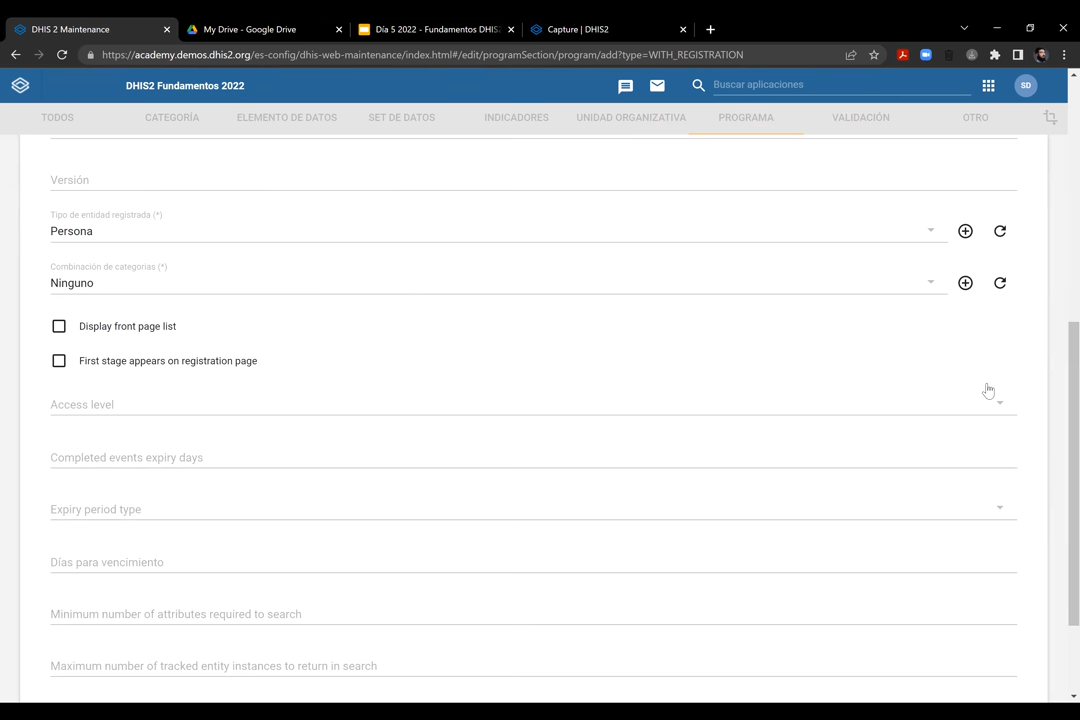 DHIS 2 Maintenance
My Drive - Google Drive
Día 5 2022 - Fundamentos DHIS2
Capture | DHIS2
https://academy.demos.dhis2.org/es-config/dhis-web-maintenance/index.html#/edit/programSection/program/add?type=WITH_REGISTRATION
DHIS2 Fundamentos 2022
Buscar aplicaciones
SD
TODOS
CATEGORÍA
ELEMENTO DE DATOS
SET DE DATOS
INDICADORES
UNIDAD ORGANIZATIVA
PROGRAMA
VALIDACIÓN
OTRO
Versión
Tipo de entidad registrada (*)
Persona
Combinación de categorias (*)
Ninguno
Display front page list
First stage appears on registration page
Access level
Completed events expiry days
Expiry period type
Días para vencimiento
Minimum number of attributes required to search
Maximum number of tracked entity instances to return in search